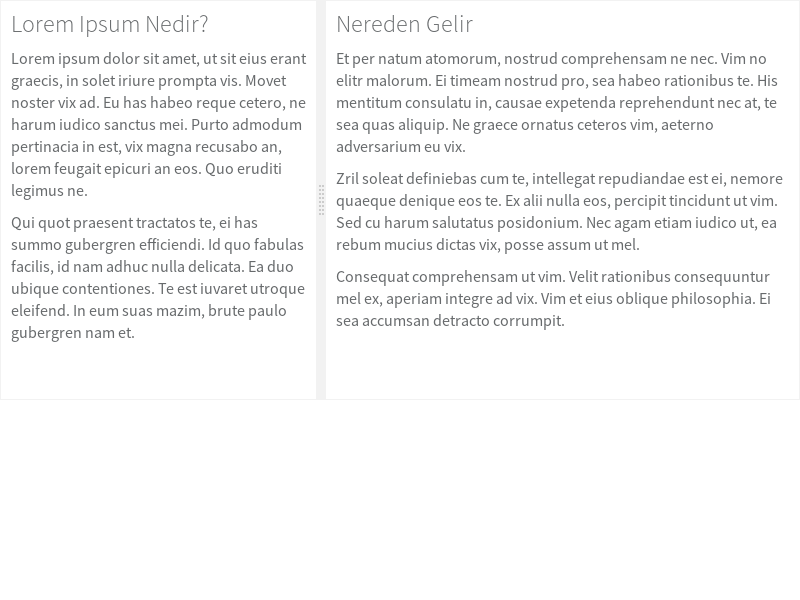 Lorem Ipsum Nedir?
Lorem ipsum dolor sit amet, ut sit eius erant
graecis, in solet iriure prompta vis. Movet
noster vix ad. Eu has habeo reque cetero, ne
harum iudico sanctus mei. Purto admodum
pertinacia in est, vix magna recusabo an,
lorem feugait epicuri an eos. Quo eruditi
legimus ne.
Qui quot praesent tractatos te, ei has
summo gubergren efficiendi. Id quo fabulas
facilis, id nam adhuc nulla delicata. Ea duo
ubique contentiones. Te est iuvaret utroque
eleifend. In eum suas mazim, brute paulo
gubergren nam et.
Nereden Gelir
Et per natum atomorum, nostrud comprehensam ne nec. Vim no
elitr malorum. Ei timeam nostrud pro, sea habeo rationibus te. His
mentitum consulatu in, causae expetenda reprehendunt nec at, te
sea quas aliquip. Ne graece ornatus ceteros vim, aeterno
adversarium eu vix.
Zril soleat definiebas cum te, intellegat repudiandae est ei, nemore
quaeque denique eos te. Ex alii nulla eos, percipit tincidunt ut vim.
Sed cu harum salutatus posidonium. Nec agam etiam iudico ut, ea
rebum mucius dictas vix, posse assum ut mel.
Consequat comprehensam ut vim. Velit rationibus consequuntur
mel ex, aperiam integre ad vix. Vim et eius oblique philosophia. Ei
sea accumsan detracto corrumpit.